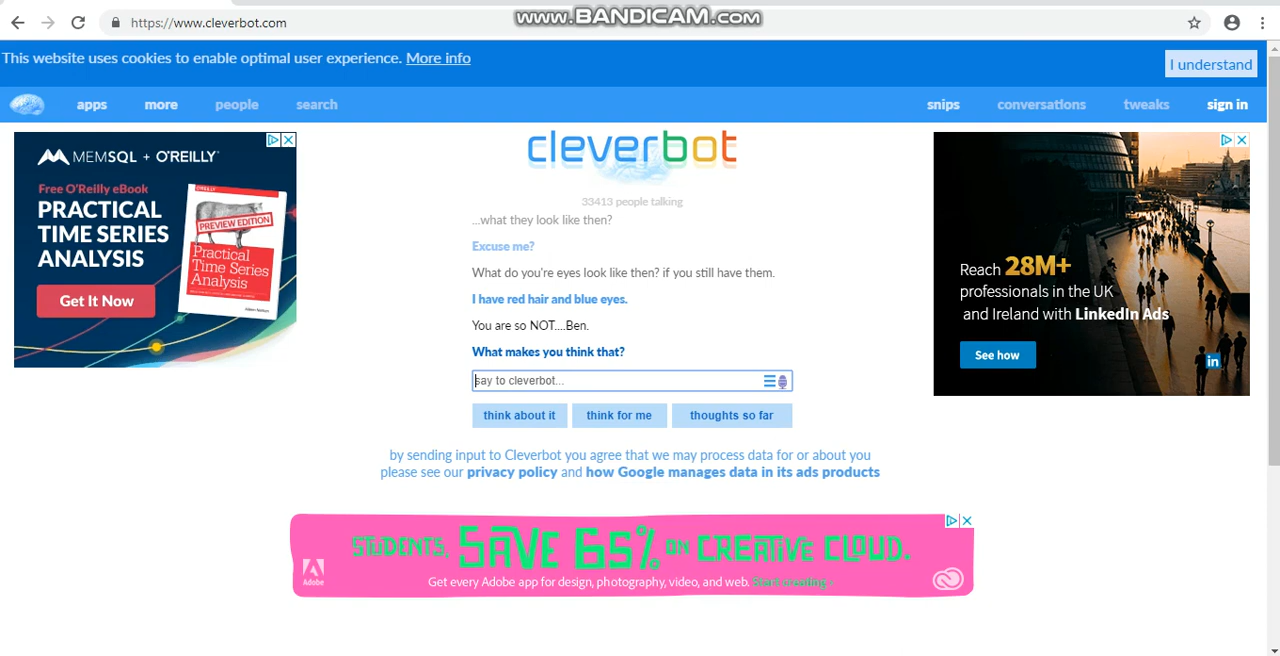 WWW.BANDICAM.COM
https://www.cleverbot.com
This website uses cookies to enable optimal user experience. More info
I understand
apps more people search snips conversations tweaks sign in
MEMSQL + O'REILLY
Free O'Reilly eBook
PRACTICAL
TIME SERIES
ANALYSIS
Get It Now
PREVIEW EDITION
Practical
Time Series
Analysis
cleverbot
33413 people talking
...what they look like then?
Excuse me?
What do you're eyes look like then? if you still have them.
I have red hair and blue eyes.
You are so NOT....Ben.
What makes you think that?
say to cleverbot...
think about it think for me thoughts so far
by sending input to Cleverbot you agree that we may process data for or about you
please see our privacy policy and how Google manages data in its ads products
Reach 28M+
professionals in the UK
and Ireland with LinkedIn Ads
See how
in
STUDENTS, SAVE 65% ON CREATIVE CLOUD.
Get every Adobe app for design, photography, video, and web. Start creating ›
Adobe